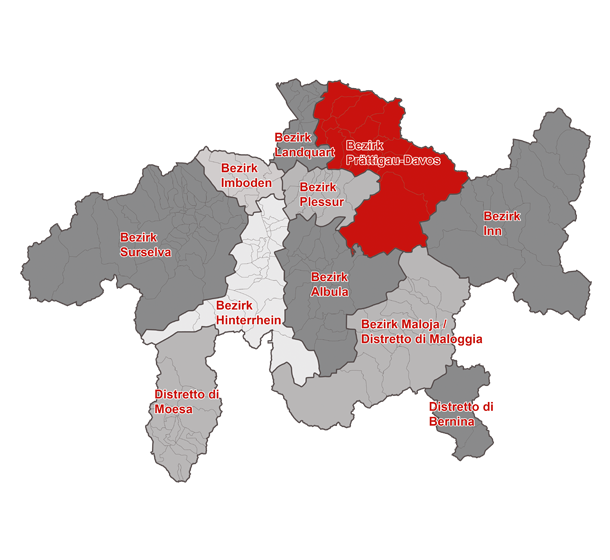 Bezirk
Landquart
Bezirk
Prättigau-Davos
Bezirk
Imboden
Bezirk
Plessur
Bezirk
Inn
Bezirk
Surselva
Bezirk
Albula
Bezirk
Hinterrhein
Bezirk Maloja /
Distretto di Maloggia
Distretto di
Moesa
Distretto di
Bernina